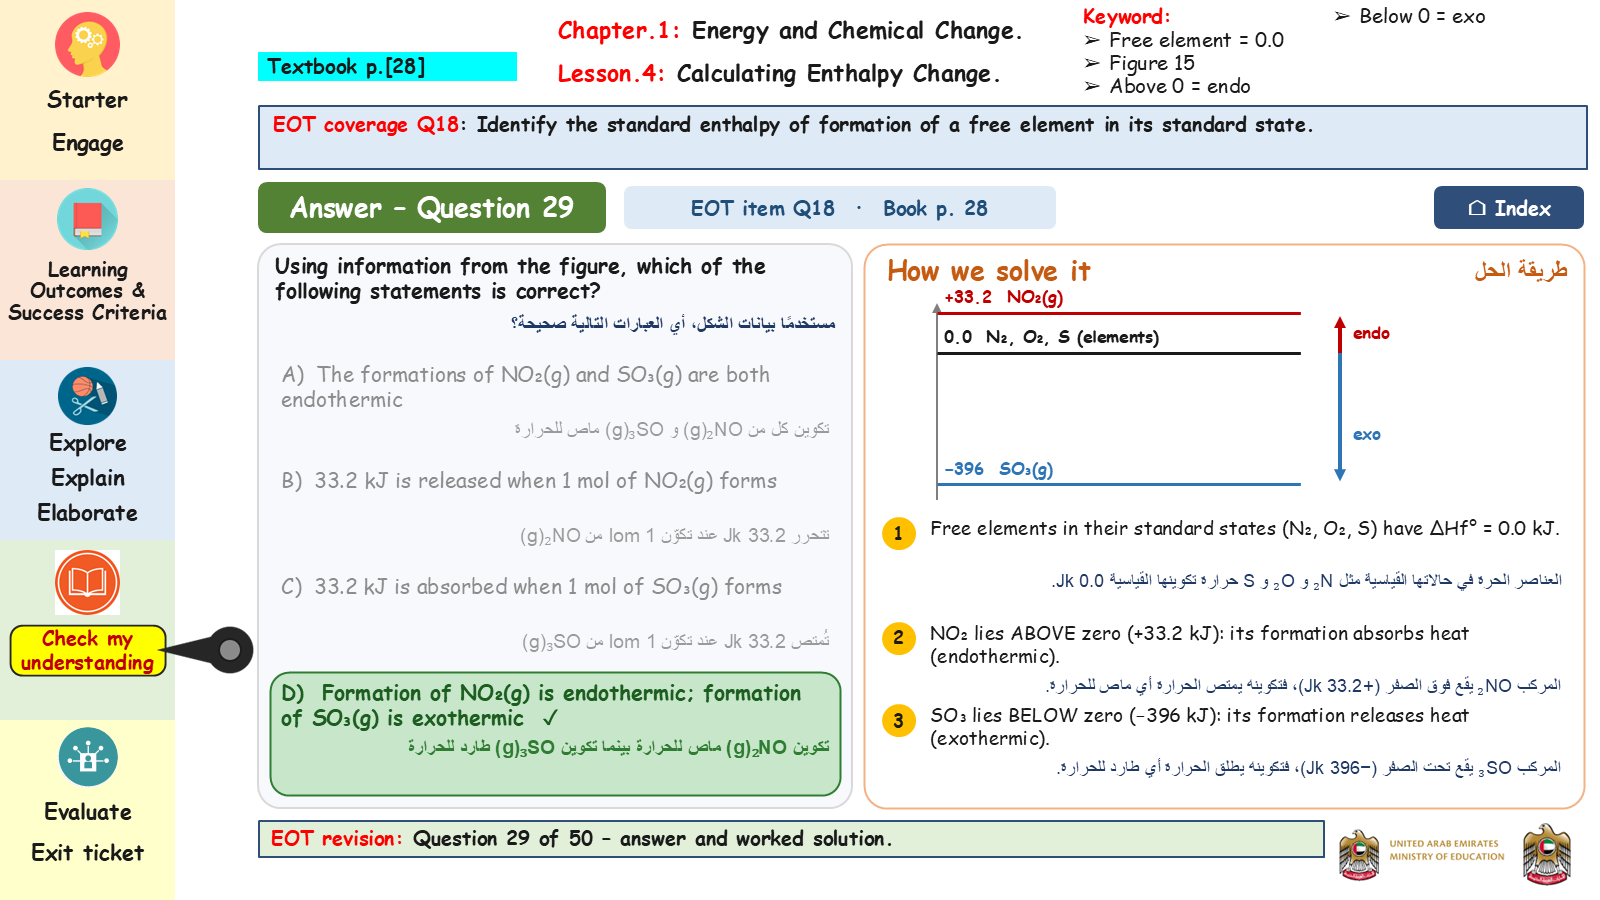 Starter
Engage
Learning
Outcomes &
Success Criteria
Explore
Explain
Elaborate
Check my
understanding
Evaluate
Exit ticket
Textbook p.[28]
Chapter.1: Energy and Chemical Change.
Lesson.4: Calculating Enthalpy Change.
Keyword:
➢ Free element = 0.0
➢ Figure 15
➢ Above 0 = endo
➢ Below 0 = exo
EOT coverage Q18: Identify the standard enthalpy of formation of a free element in its standard state.
Answer – Question 29
EOT item Q18 · Book p. 28
☖ Index
Using information from the figure, which of the
following statements is correct?
مستخدمًا بيانات الشكل، أي العبارات التالية صحيحة؟
A) The formations of NO₂(g) and SO₃(g) are both
endothermic
تكوين كل من NO₂(g) و SO₃(g) ماص للحرارة
B) 33.2 kJ is released when 1 mol of NO₂(g) forms
تتحرر 33.2 Jk عند تكوّن 1 lom من NO₂(g)
C) 33.2 kJ is absorbed when 1 mol of SO₃(g) forms
تُمتص 33.2 Jk عند تكوّن 1 lom من SO₃(g)
D) Formation of NO₂(g) is endothermic; formation
of SO₃(g) is exothermic ✓
تكوين NO₂(g) ماص للحرارة بينما تكوين SO₃(g) طارد للحرارة
How we solve it
طريقة الحل
+33.2 NO₂(g)
0.0 N₂, O₂, S (elements)
−396 SO₃(g)
endo
exo
1 Free elements in their standard states (N₂, O₂, S) have ΔHf° = 0.0 kJ.
العناصر الحرة في حالاتها القياسية مثل N₂ و O₂ و S حرارة تكوينها القياسية 0.0 Jk.
2 NO₂ lies ABOVE zero (+33.2 kJ): its formation absorbs heat
(endothermic).
المركب NO₂ يقع فوق الصفر (+33.2 Jk)، فتكوينه يمتص الحرارة أي ماص للحرارة.
3 SO₃ lies BELOW zero (−396 kJ): its formation releases heat
(exothermic).
المركب SO₃ يقع تحت الصفر (−396 Jk)، فتكوينه يطلق الحرارة أي طارد للحرارة.
EOT revision: Question 29 of 50 – answer and worked solution.
UNITED ARAB EMIRATES
MINISTRY OF EDUCATION